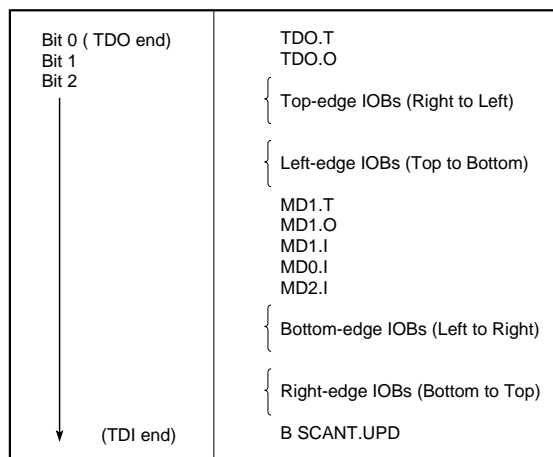 Bit 0 ( TDO end)
Bit 1
Bit 2
(TDI end)
TDO.T
TDO.O
Top-edge IOBs (Right to Left)
Left-edge IOBs (Top to Bottom)
MD1.T
MD1.O
MD1.I
MD0.I
MD2.I
Bottom-edge IOBs (Left to Right)
Right-edge IOBs (Bottom to Top)
B SCANT.UPD